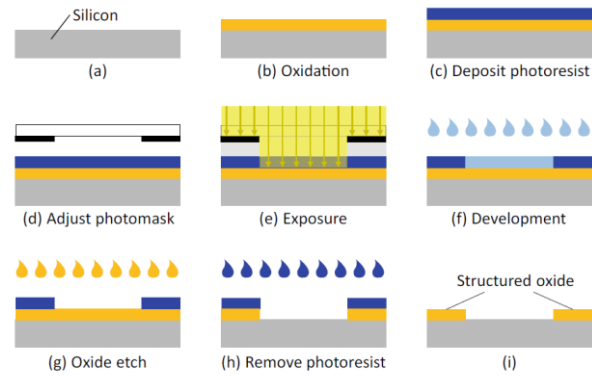 Silicon
(a)
(b) Oxidation
(c) Deposit photoresist
(d) Adjust photomask
(e) Exposure
(f) Development
(g) Oxide etch
(h) Remove photoresist
Structured oxide
(i)